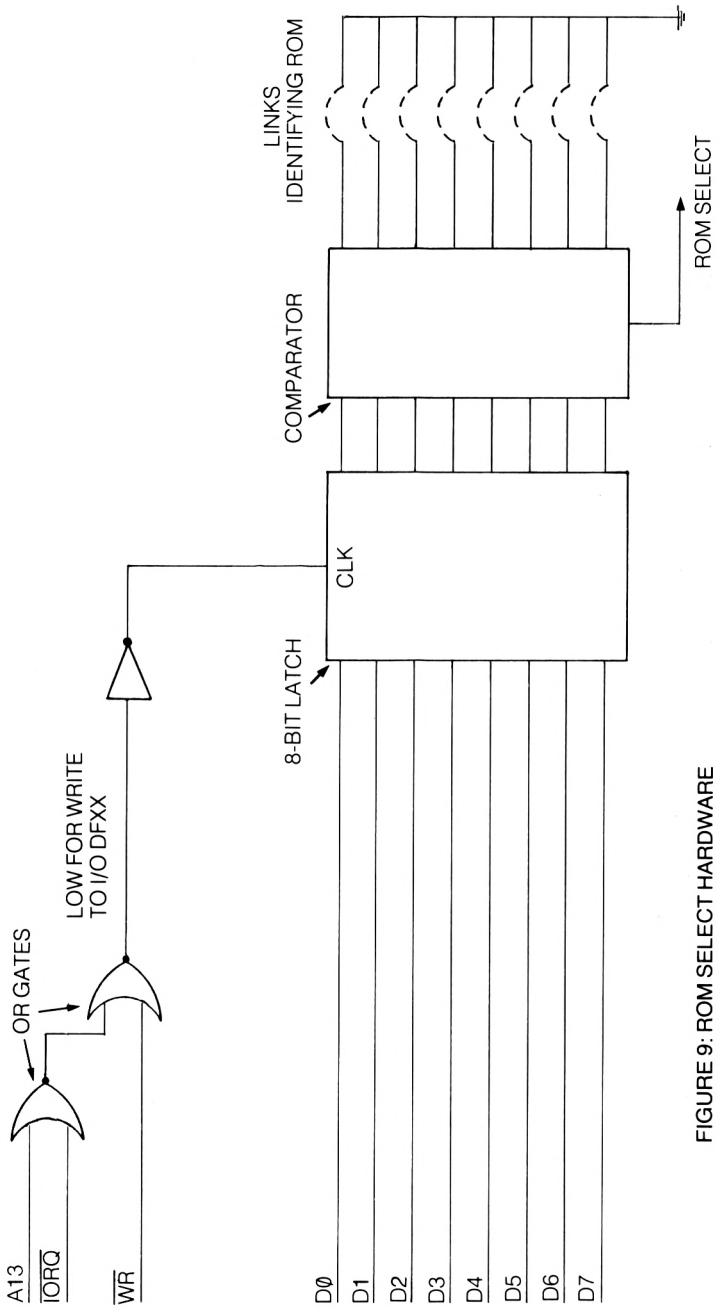 A13
IORQ
WR
OR GATES
LOW FOR WRITE
TO I/O DFXX
8-BIT LATCH
CLK
COMPARATOR
LINKS
IDENTIFYING ROM
ROM SELECT
DØ
D1
D2
D3
D4
D5
D6
D7
FIGURE 9: ROM SELECT HARDWARE